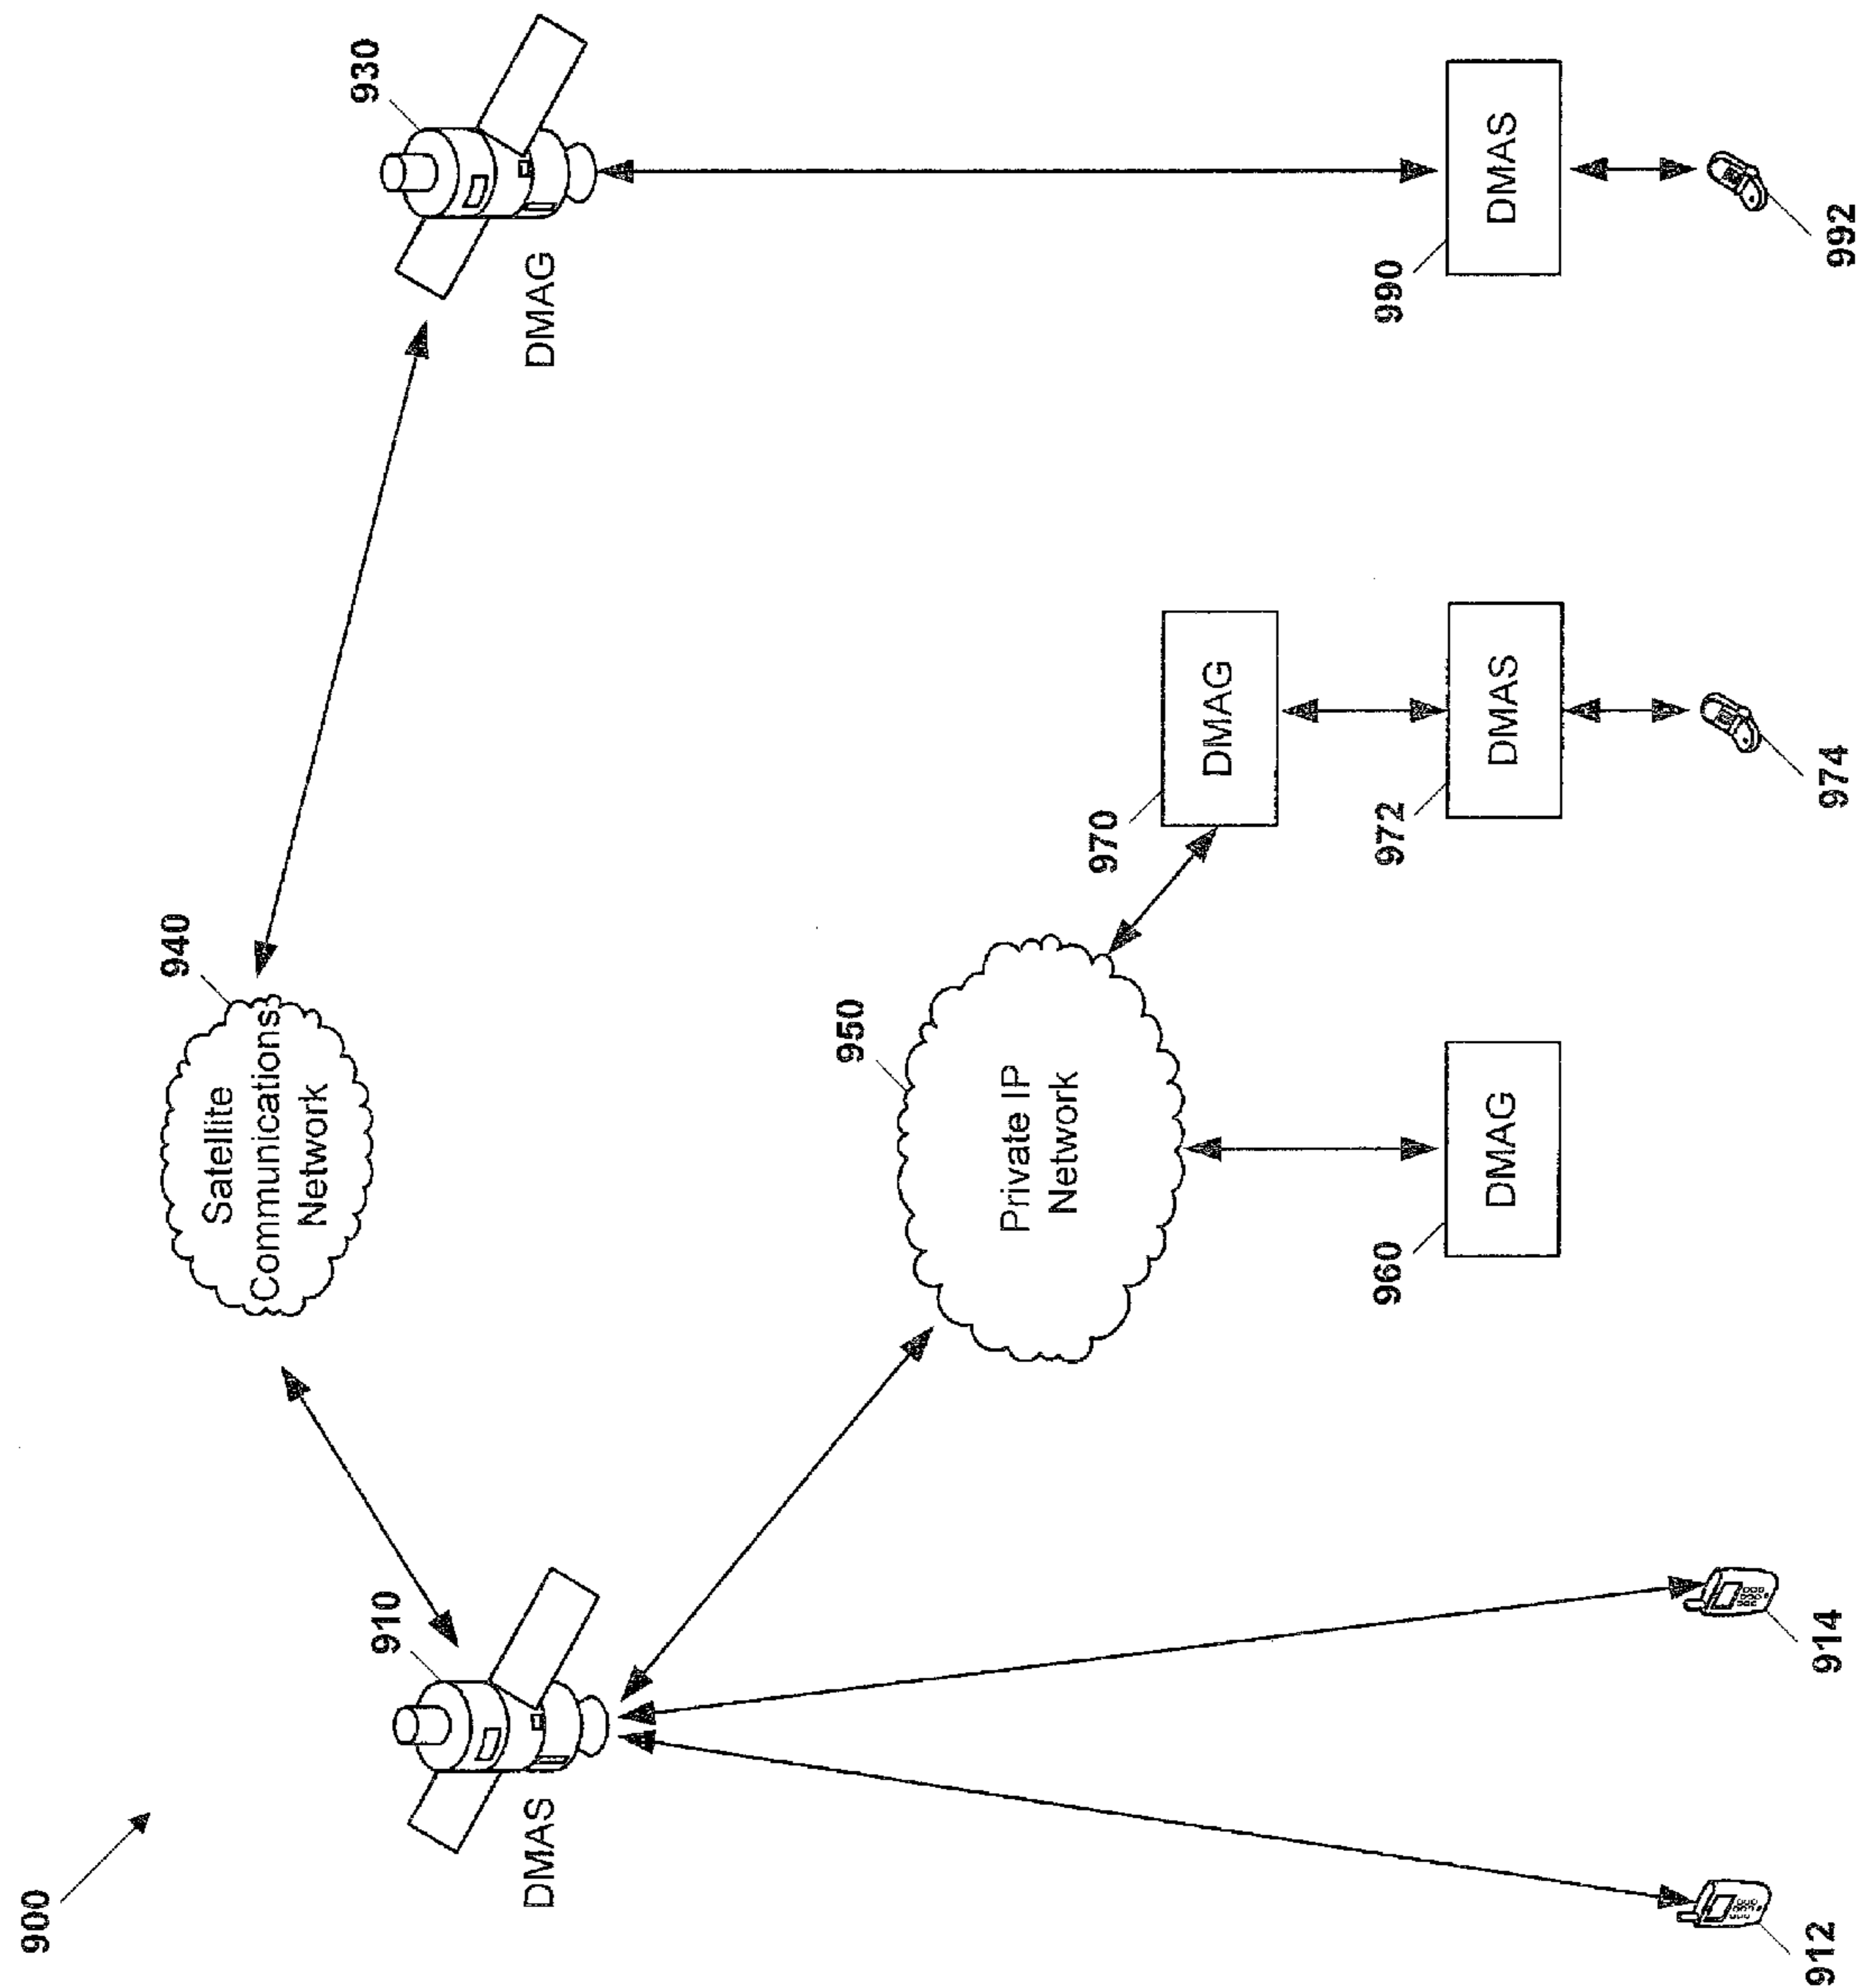 900
940
Satellite
Communications
Network
910
DMAS
930
DMAG
950
Private IP
Network
970
DMAG
960
DMAG
972
DMAS
990
DMAS
912
914
974
992